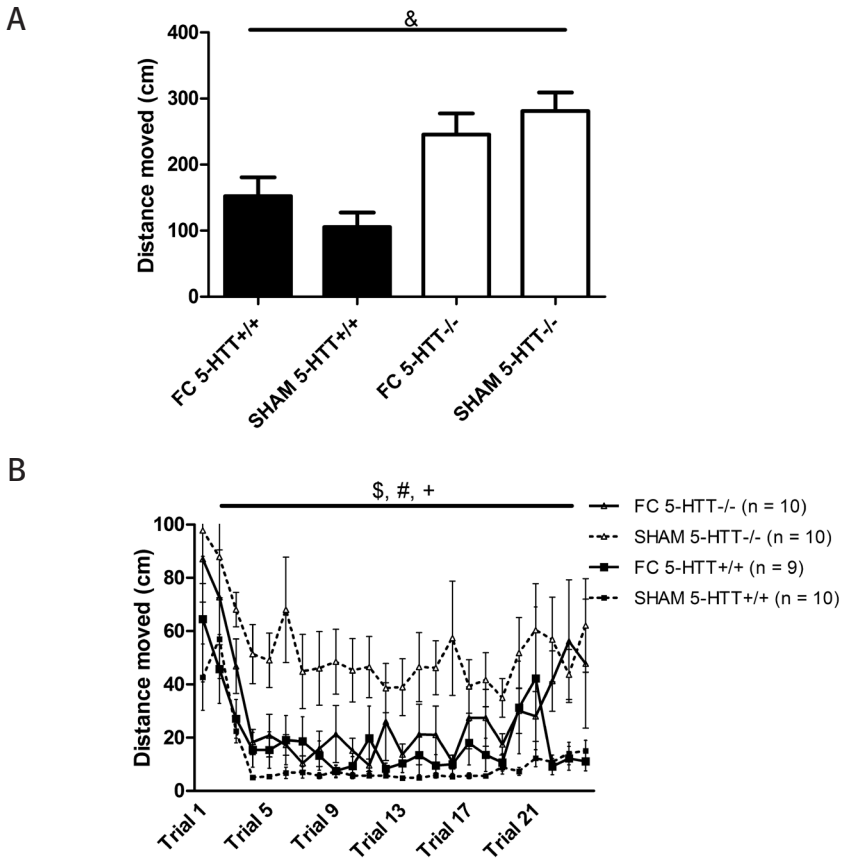 A
&
400
300
200
100
0
Distance moved (cm)
FC 5-HTT+/+
SHAM 5-HTT+/+
FC 5-HTT-/-
SHAM 5-HTT-/-
B
$, #, +
100
80
60
40
20
0
Distance moved (cm)
Trial 1
Trial 5
Trial 9
Trial 13
Trial 17
Trial 21
FC 5-HTT-/- (n = 10)
SHAM 5-HTT-/- (n = 10)
FC 5-HTT+/+ (n = 9)
SHAM 5-HTT+/+ (n = 10)